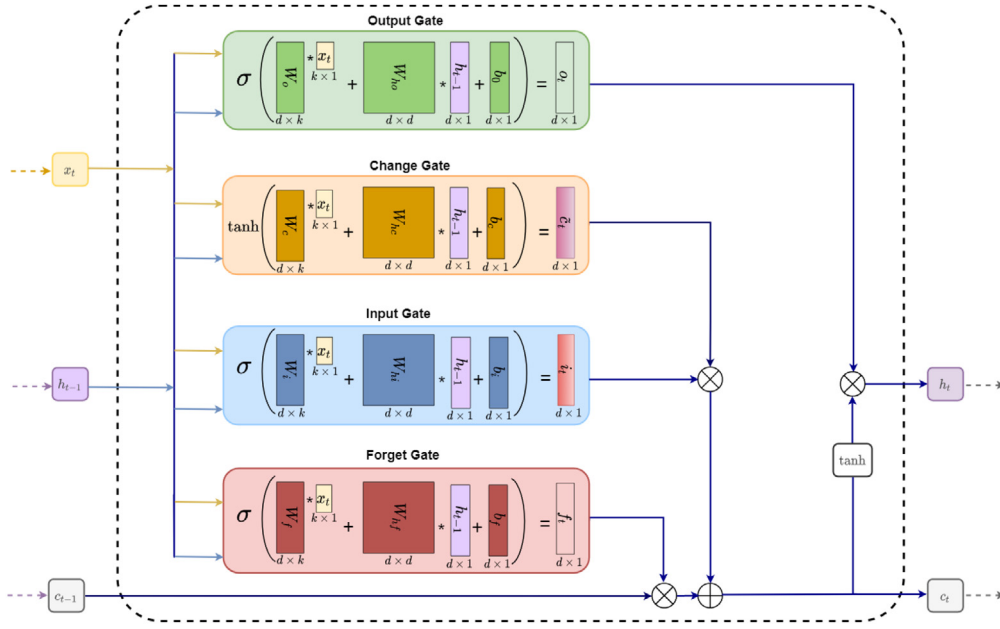 Output Gate
σ ( W_o * x_t + W_ho * h_{t-1} + b_0 ) = o_t
k × 1
d × k d × d d × 1 d × 1 d × 1
x_t
Change Gate
tanh ( W_c * x_t + W_hc * h_{t-1} + b_c ) = c̃_t
k × 1
d × k d × d d × 1 d × 1 d × 1
Input Gate
σ ( W_i * x_t + W_hi * h_{t-1} + b_i ) = i_t
k × 1
d × k d × d d × 1 d × 1 d × 1
h_{t-1}
h_t
tanh
Forget Gate
σ ( W_f * x_t + W_hf * h_{t-1} + b_f ) = f_t
k × 1
d × k d × d d × 1 d × 1 d × 1
c_{t-1}
c_t